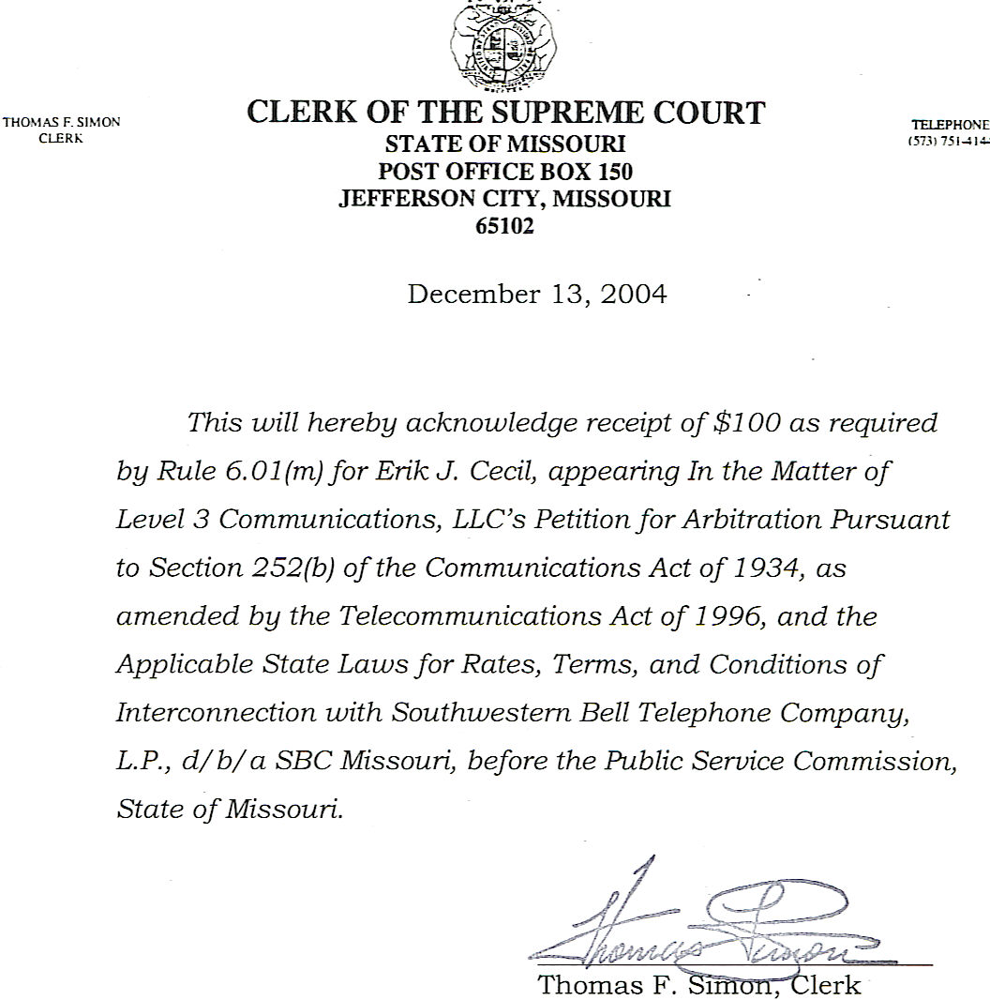 CLERK OF THE SUPREME COURT
STATE OF MISSOURI
POST OFFICE BOX 150
JEFFERSON CITY, MISSOURI
65102
THOMAS F. SIMON
CLERK
TELEPHONE
(573) 751-414
December 13, 2004
This will hereby acknowledge receipt of $100 as required
by Rule 6.01(m) for Erik J. Cecil, appearing In the Matter of
Level 3 Communications, LLC's Petition for Arbitration Pursuant
to Section 252(b) of the Communications Act of 1934, as
amended by the Telecommunications Act of 1996, and the
Applicable State Laws for Rates, Terms, and Conditions of
Interconnection with Southwestern Bell Telephone Company,
L.P., d/b/a SBC Missouri, before the Public Service Commission,
State of Missouri.
Thomas Simon
Thomas F. Simon, Clerk